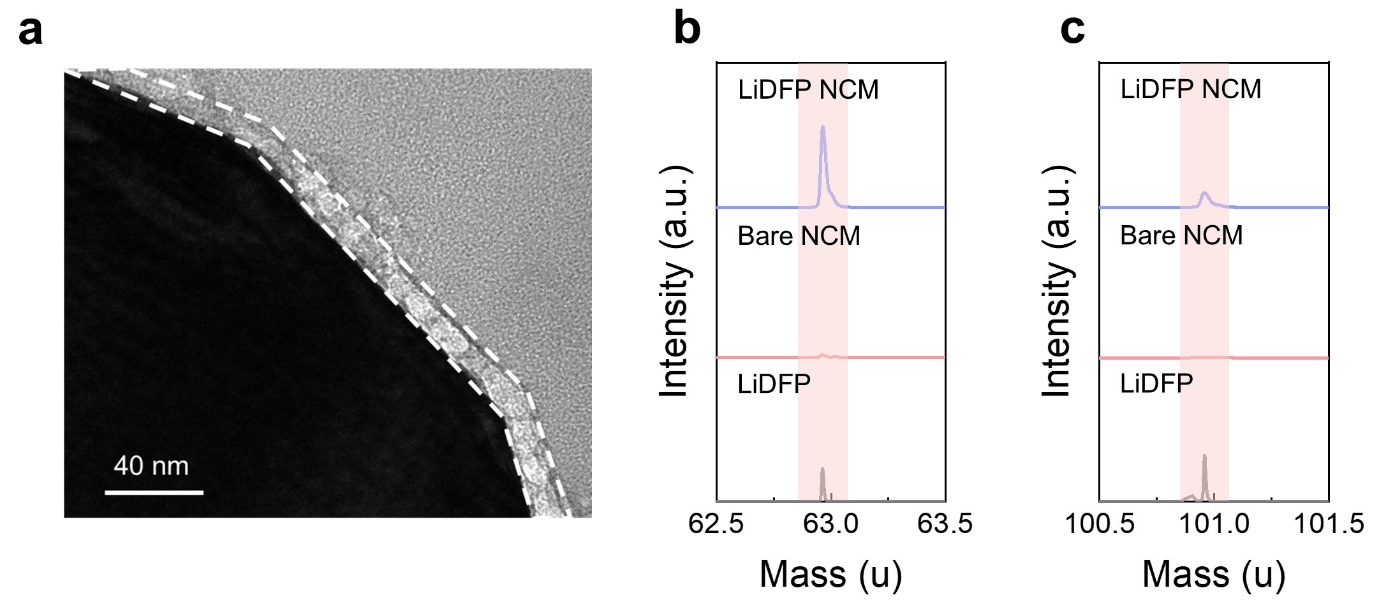 a
40 nm
b
Intensity (a.u.)
LiDFP NCM
Bare NCM
LiDFP
62.5 63.0 63.5
Mass (u)
c
Intensity (a.u.)
LiDFP NCM
Bare NCM
LiDFP
100.5 101.0 101.5
Mass (u)